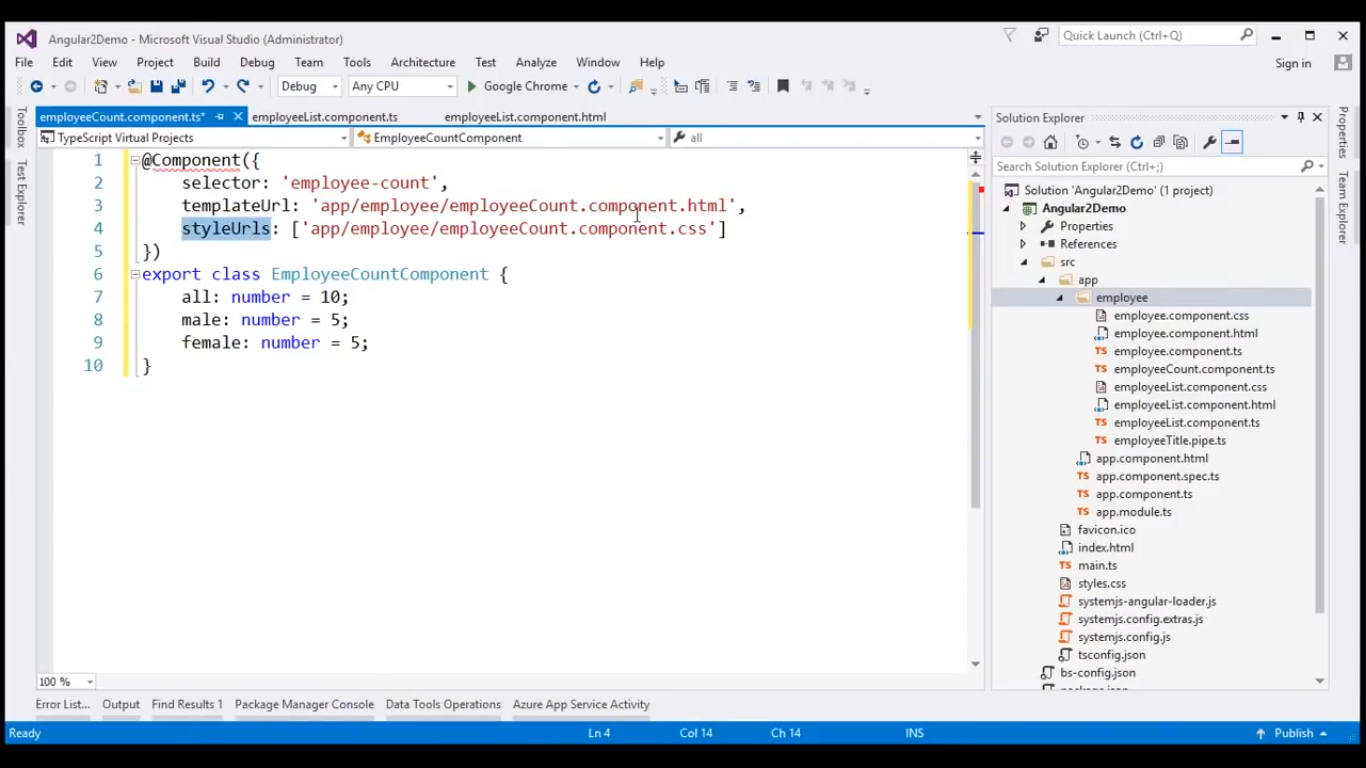 Angular2Demo - Microsoft Visual Studio (Administrator)
Quick Launch (Ctrl+Q)
File Edit View Project Build Debug Team Tools Architecture Test Analyze Window Help
Sign in
Debug Any CPU Google Chrome
Toolbox
Test Explorer
employeeCount.component.ts* employeeList.component.ts employeeList.component.html
TypeScript Virtual Projects EmployeeCountComponent all
1 @Component({
2 selector: 'employee-count',
3 templateUrl: 'app/employee/employeeCount.component.html',
4 styleUrls: ['app/employee/employeeCount.component.css']
5 })
6 export class EmployeeCountComponent {
7 all: number = 10;
8 male: number = 5;
9 female: number = 5;
10 }
100 %
Solution Explorer
Search Solution Explorer (Ctrl+;)
Solution 'Angular2Demo' (1 project)
Angular2Demo
Properties
References
src
app
employee
employee.component.css
employee.component.html
employee.component.ts
employeeCount.component.ts
employeeList.component.css
employeeList.component.html
employeeList.component.ts
employeeTitle.pipe.ts
app.component.html
app.component.spec.ts
app.component.ts
app.module.ts
favicon.ico
index.html
main.ts
styles.css
systemjs-angular-loader.js
systemjs.config.extras.js
systemjs.config.js
tsconfig.json
bs-config.json
Properties
Team Explorer
Error List... Output Find Results 1 Package Manager Console Data Tools Operations Azure App Service Activity
Ready Ln 4 Col 14 Ch 14 INS Publish